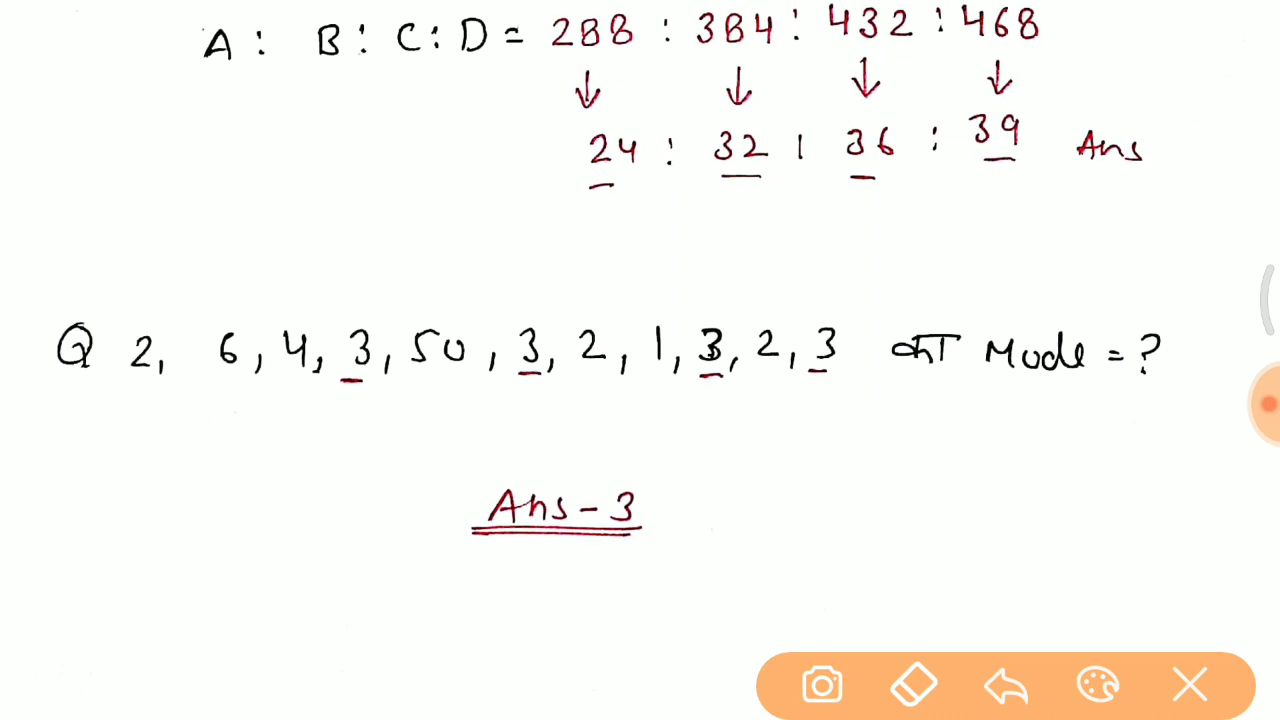 A : B : C : D = 288 : 384 : 432 : 468
↓ ↓ ↓ ↓
24 : 32 | 36 : 39 Ans
Q 2, 6, 4, 3, 50, 3, 2, 1, 3, 2, 3 का Mode = ?
Ans - 3